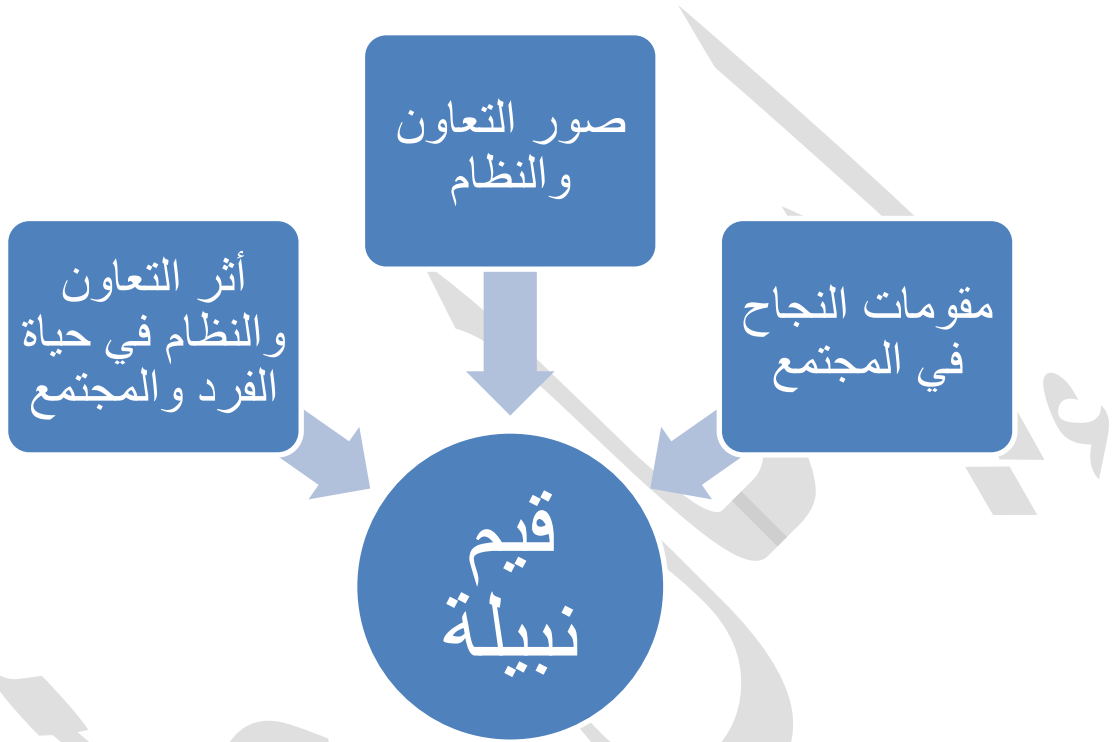 صور التعاون
والنظام
مقومات النجاح
في المجتمع
أثر التعاون
والنظام في حياة
الفرد والمجتمع
قيم
نبيلة